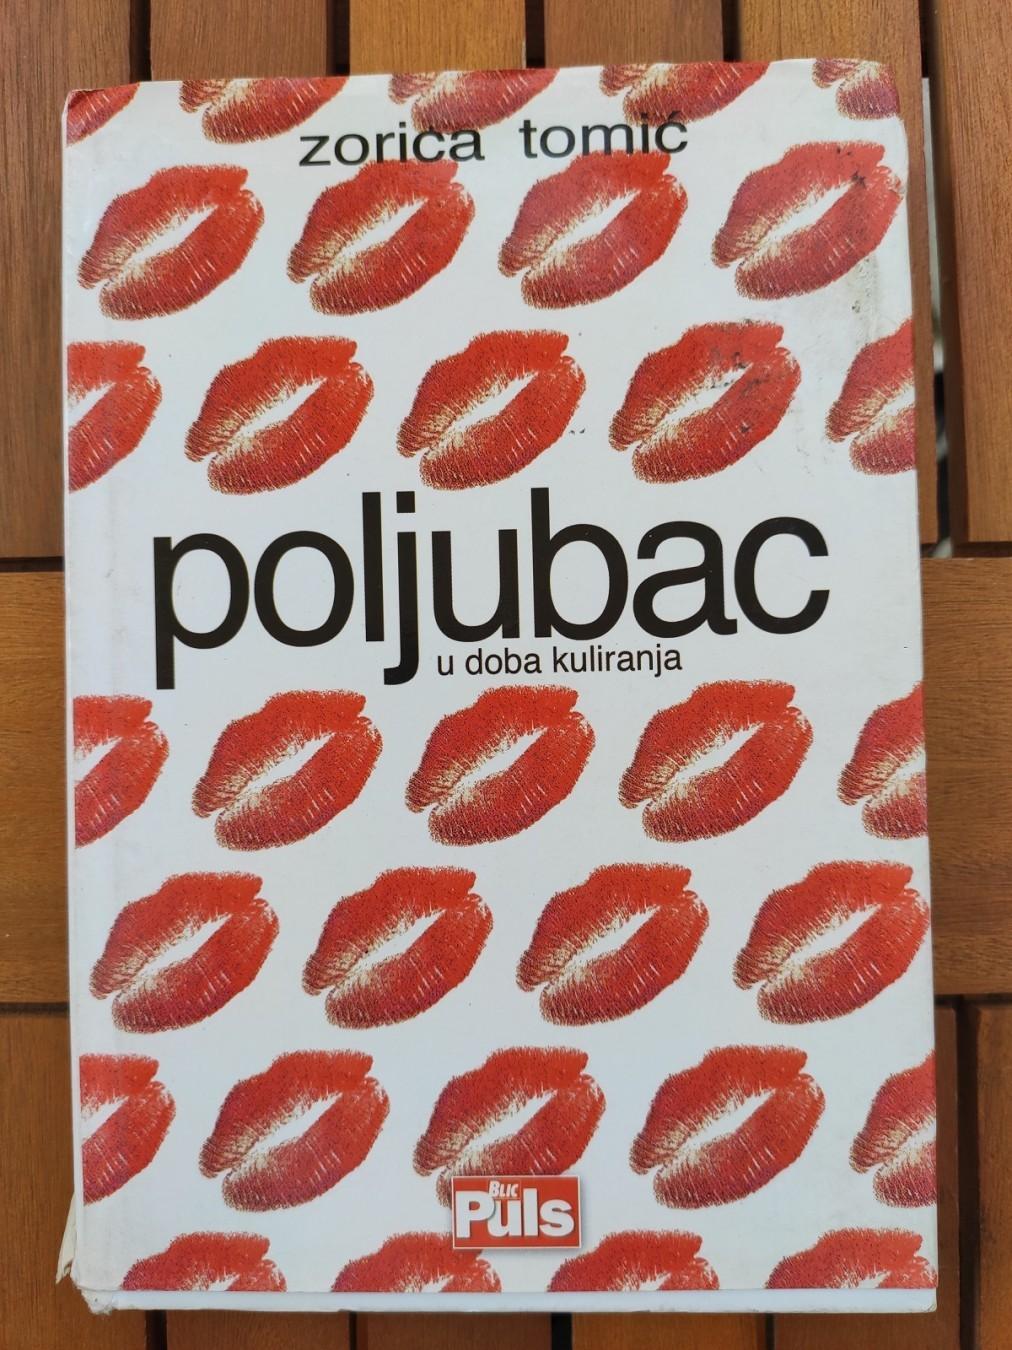 zorica tomić
poljubac
u doba kuliranja
BLIC
Puls